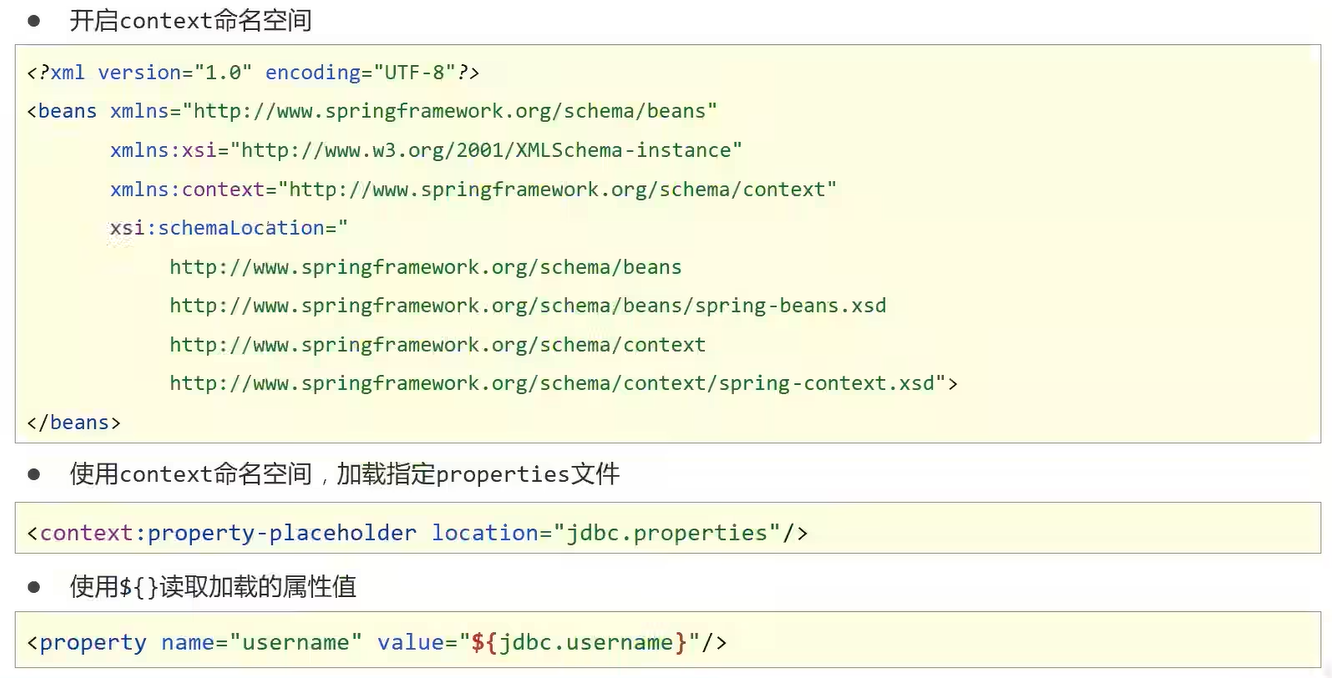 ● 开启context命名空间
<?xml version="1.0" encoding="UTF-8"?>
<beans xmlns="http://www.springframework.org/schema/beans"
       xmlns:xsi="http://www.w3.org/2001/XMLSchema-instance"
       xmlns:context="http://www.springframework.org/schema/context"
       xsi:schemaLocation="
            http://www.springframework.org/schema/beans
            http://www.springframework.org/schema/beans/spring-beans.xsd
            http://www.springframework.org/schema/context
            http://www.springframework.org/schema/context/spring-context.xsd">
</beans>
● 使用context命名空间，加载指定properties文件
<context:property-placeholder location="jdbc.properties"/>
● 使用${}读取加载的属性值
<property name="username" value="${jdbc.username}"/>